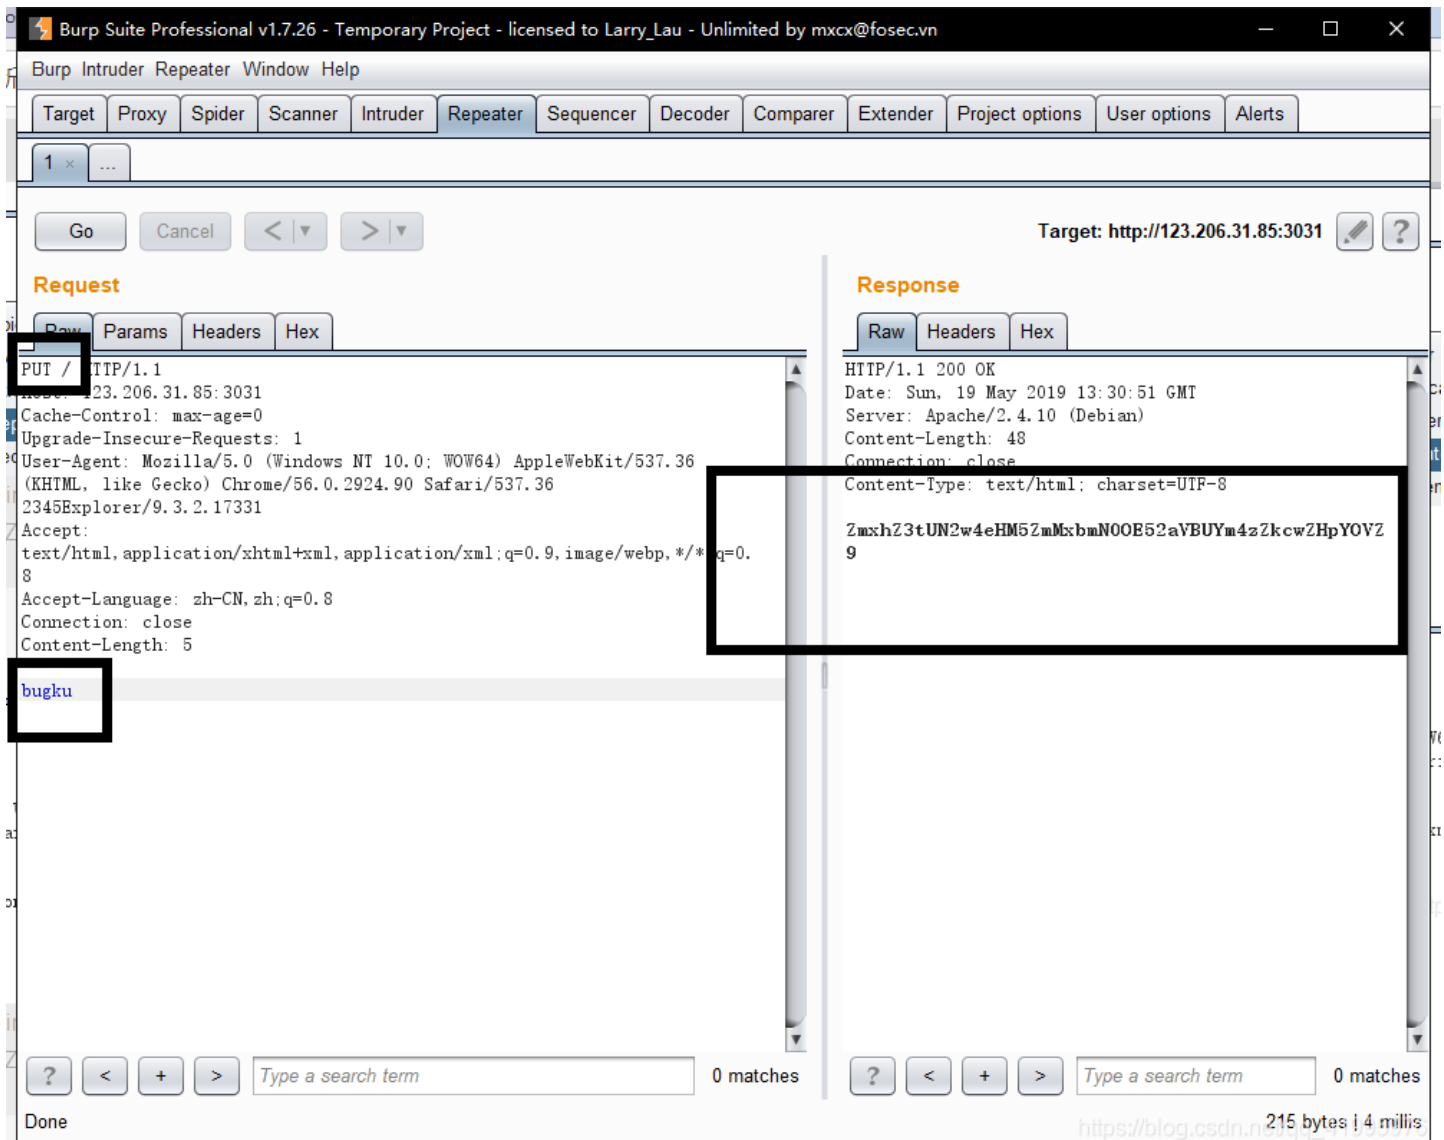 Burp Suite Professional v1.7.26 - Temporary Project - licensed to Larry_Lau - Unlimited by mxcx@fosec.vn
Burp Intruder Repeater Window Help
Target Proxy Spider Scanner Intruder Repeater Sequencer Decoder Comparer Extender Project options User options Alerts
1 × ...
Go Cancel < > Target: http://123.206.31.85:3031 ?
Request
Raw Params Headers Hex
PUT / HTTP/1.1
Host: 123.206.31.85:3031
Cache-Control: max-age=0
Upgrade-Insecure-Requests: 1
User-Agent: Mozilla/5.0 (Windows NT 10.0; WOW64) AppleWebKit/537.36
(KHTML, like Gecko) Chrome/56.0.2924.90 Safari/537.36
2345Explorer/9.3.2.17331
Accept:
text/html,application/xhtml+xml,application/xml;q=0.9,image/webp,*/*;q=0.
8
Accept-Language: zh-CN,zh;q=0.8
Connection: close
Content-Length: 5
bugku
Response
Raw Headers Hex
HTTP/1.1 200 OK
Date: Sun, 19 May 2019 13:30:51 GMT
Server: Apache/2.4.10 (Debian)
Content-Length: 48
Connection: close
Content-Type: text/html; charset=UTF-8
ZmxhZ3tUN2w4eHM5ZmMxbmN0OE52aVBUYm4zZkcwZHpYOVZ
9
? < + > Type a search term 0 matches
? < + > Type a search term 0 matches
Done
215 bytes | 4 millis